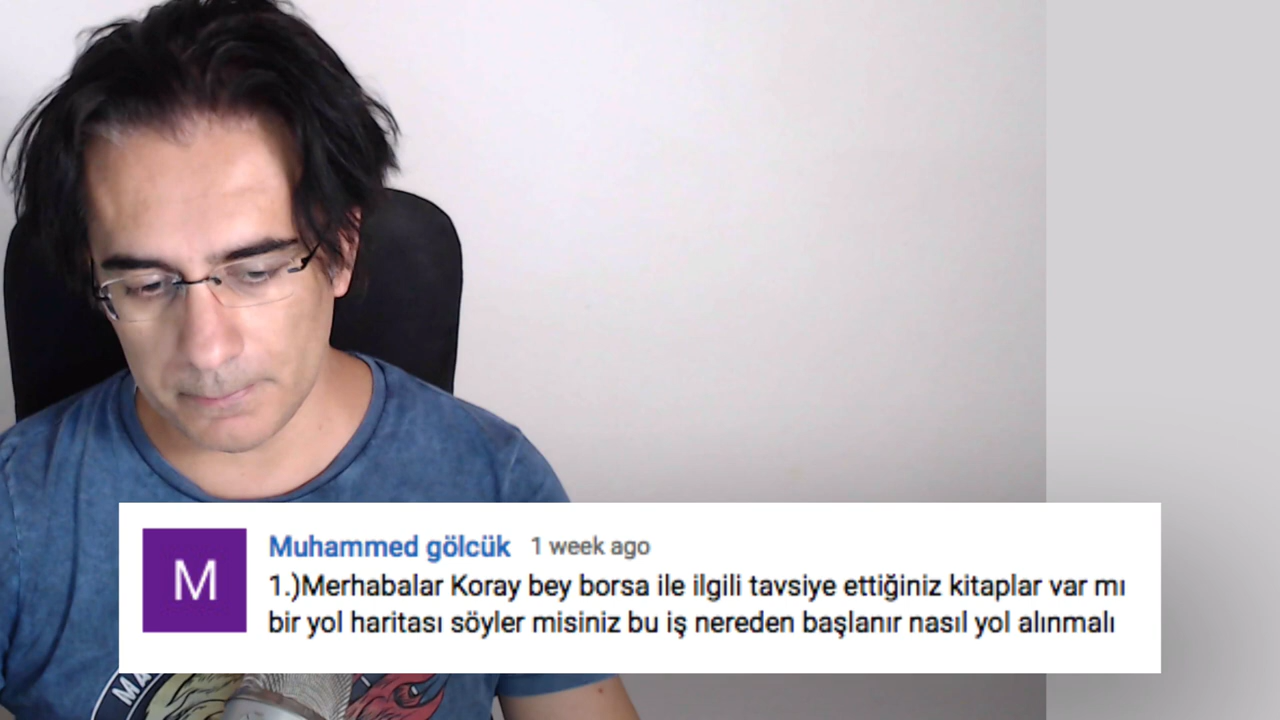 M
Muhammed gölcük 1 week ago
1.)Merhabalar Koray bey borsa ile ilgili tavsiye ettiğiniz kitaplar var mı
bir yol haritası söyler misiniz bu iş nereden başlanır nasıl yol alınmalı
MA